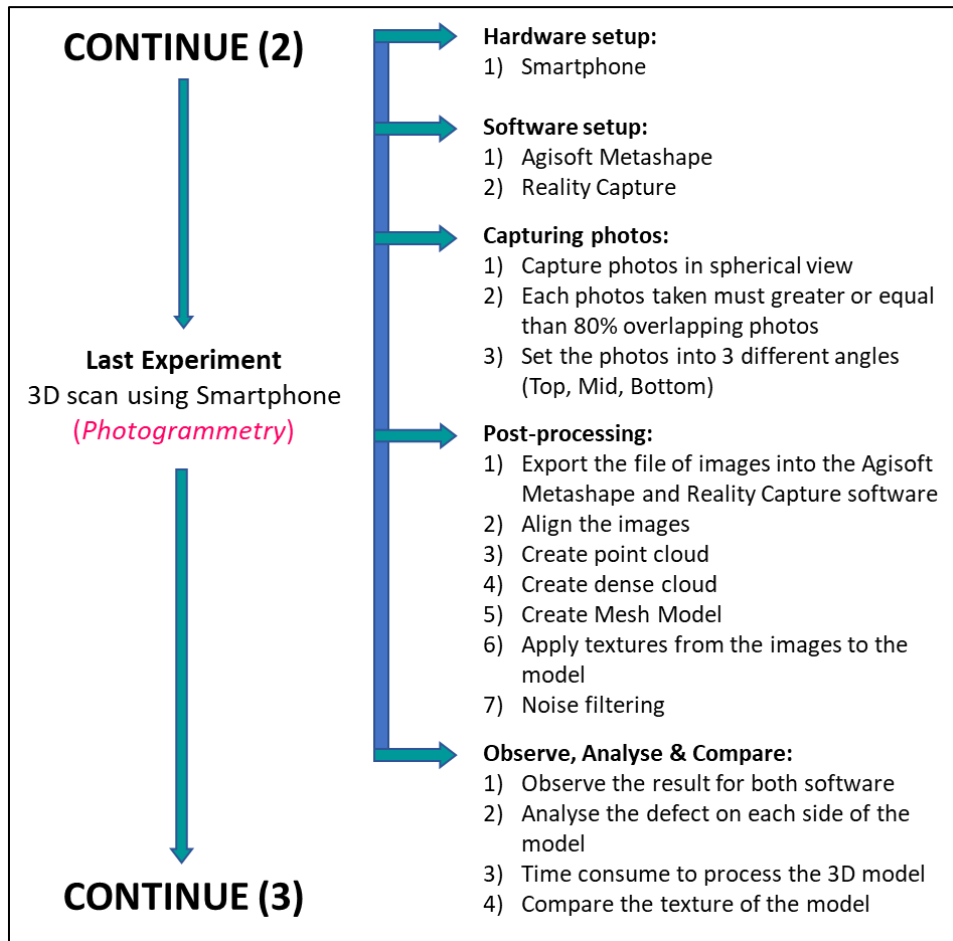 CONTINUE (2)
Last Experiment
3D scan using Smartphone
(Photogrammetry)
CONTINUE (3)
Hardware setup:
1) Smartphone
Software setup:
1) Agisoft Metashape
2) Reality Capture
Capturing photos:
1) Capture photos in spherical view
2) Each photos taken must greater or equal
than 80% overlapping photos
3) Set the photos into 3 different angles
(Top, Mid, Bottom)
Post-processing:
1) Export the file of images into the Agisoft
Metashape and Reality Capture software
2) Align the images
3) Create point cloud
4) Create dense cloud
5) Create Mesh Model
6) Apply textures from the images to the
model
7) Noise filtering
Observe, Analyse & Compare:
1) Observe the result for both software
2) Analyse the defect on each side of the
model
3) Time consume to process the 3D model
4) Compare the texture of the model